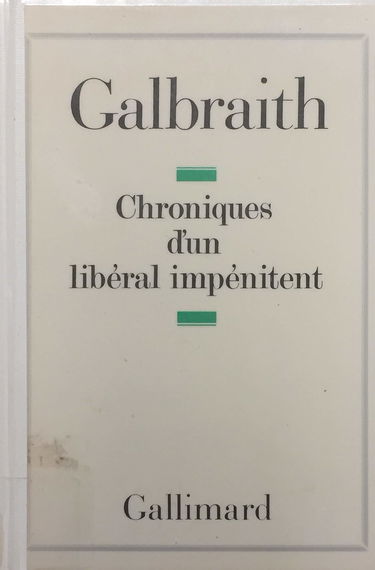 Galbraith
Chroniques
d'un
libéral impénitent
Gallimard